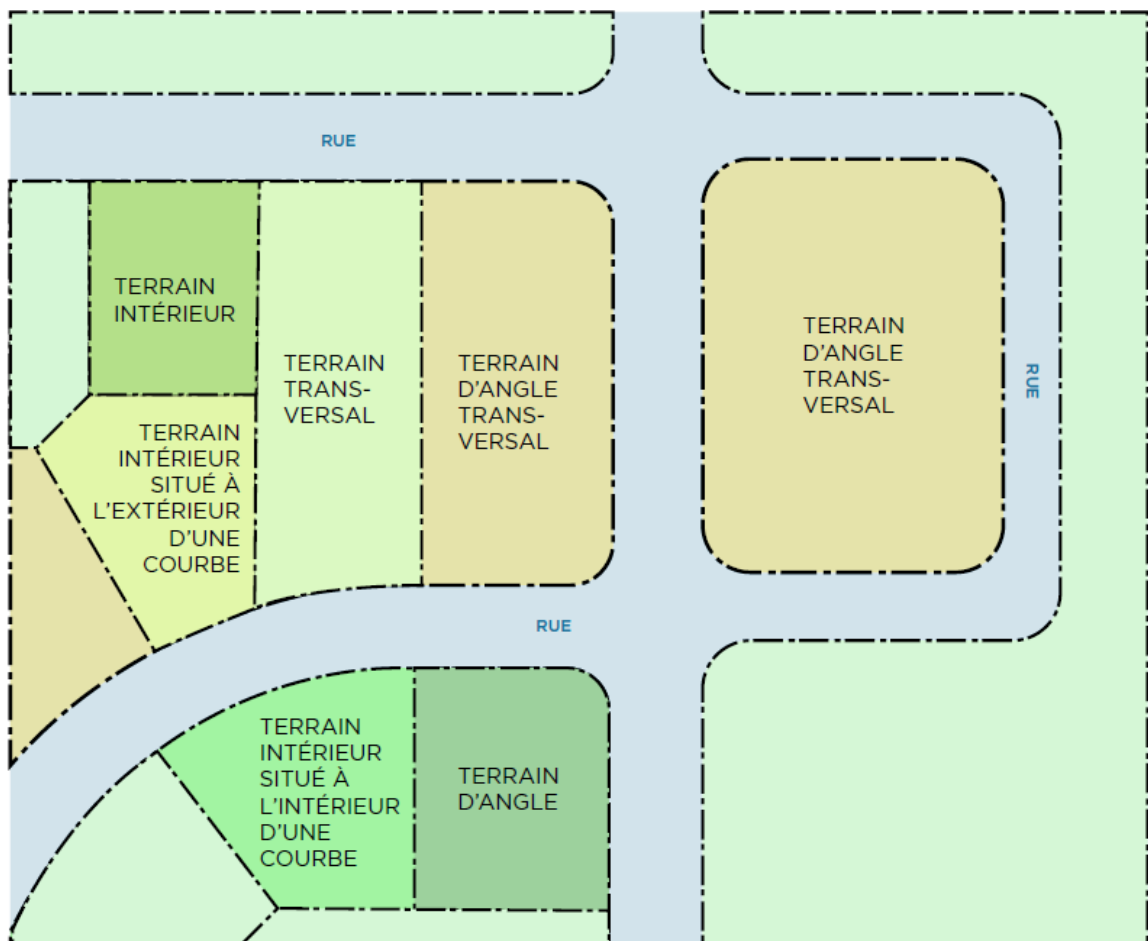 RUE
TERRAIN
INTÉRIEUR
TERRAIN
TRANS-
VERSAL
TERRAIN
D'ANGLE
TRANS-
VERSAL
TERRAIN
D'ANGLE
TRANS-
VERSAL
RUE
TERRAIN
INTÉRIEUR
SITUÉ À
L'EXTÉRIEUR
D'UNE
COURBE
RUE
TERRAIN
INTÉRIEUR
SITUÉ À
L'INTÉRIEUR
D'UNE
COURBE
TERRAIN
D'ANGLE